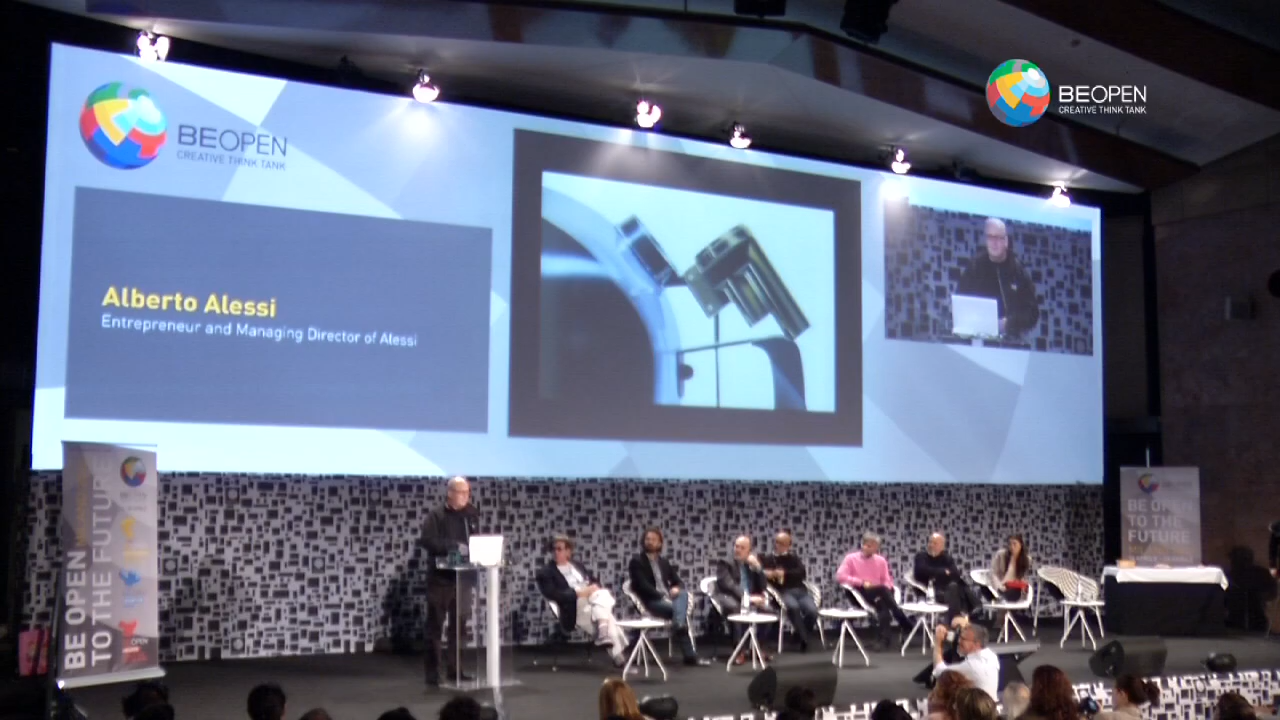 BEOPEN
CREATIVE THINK TANK
BEOPEN
CREATIVE THINK TANK
Alberto Alessi
Entrepreneur and Managing Director of Alessi
BE OPEN
TO THE FUTURE
BE OPEN
TO THE
FUTURE